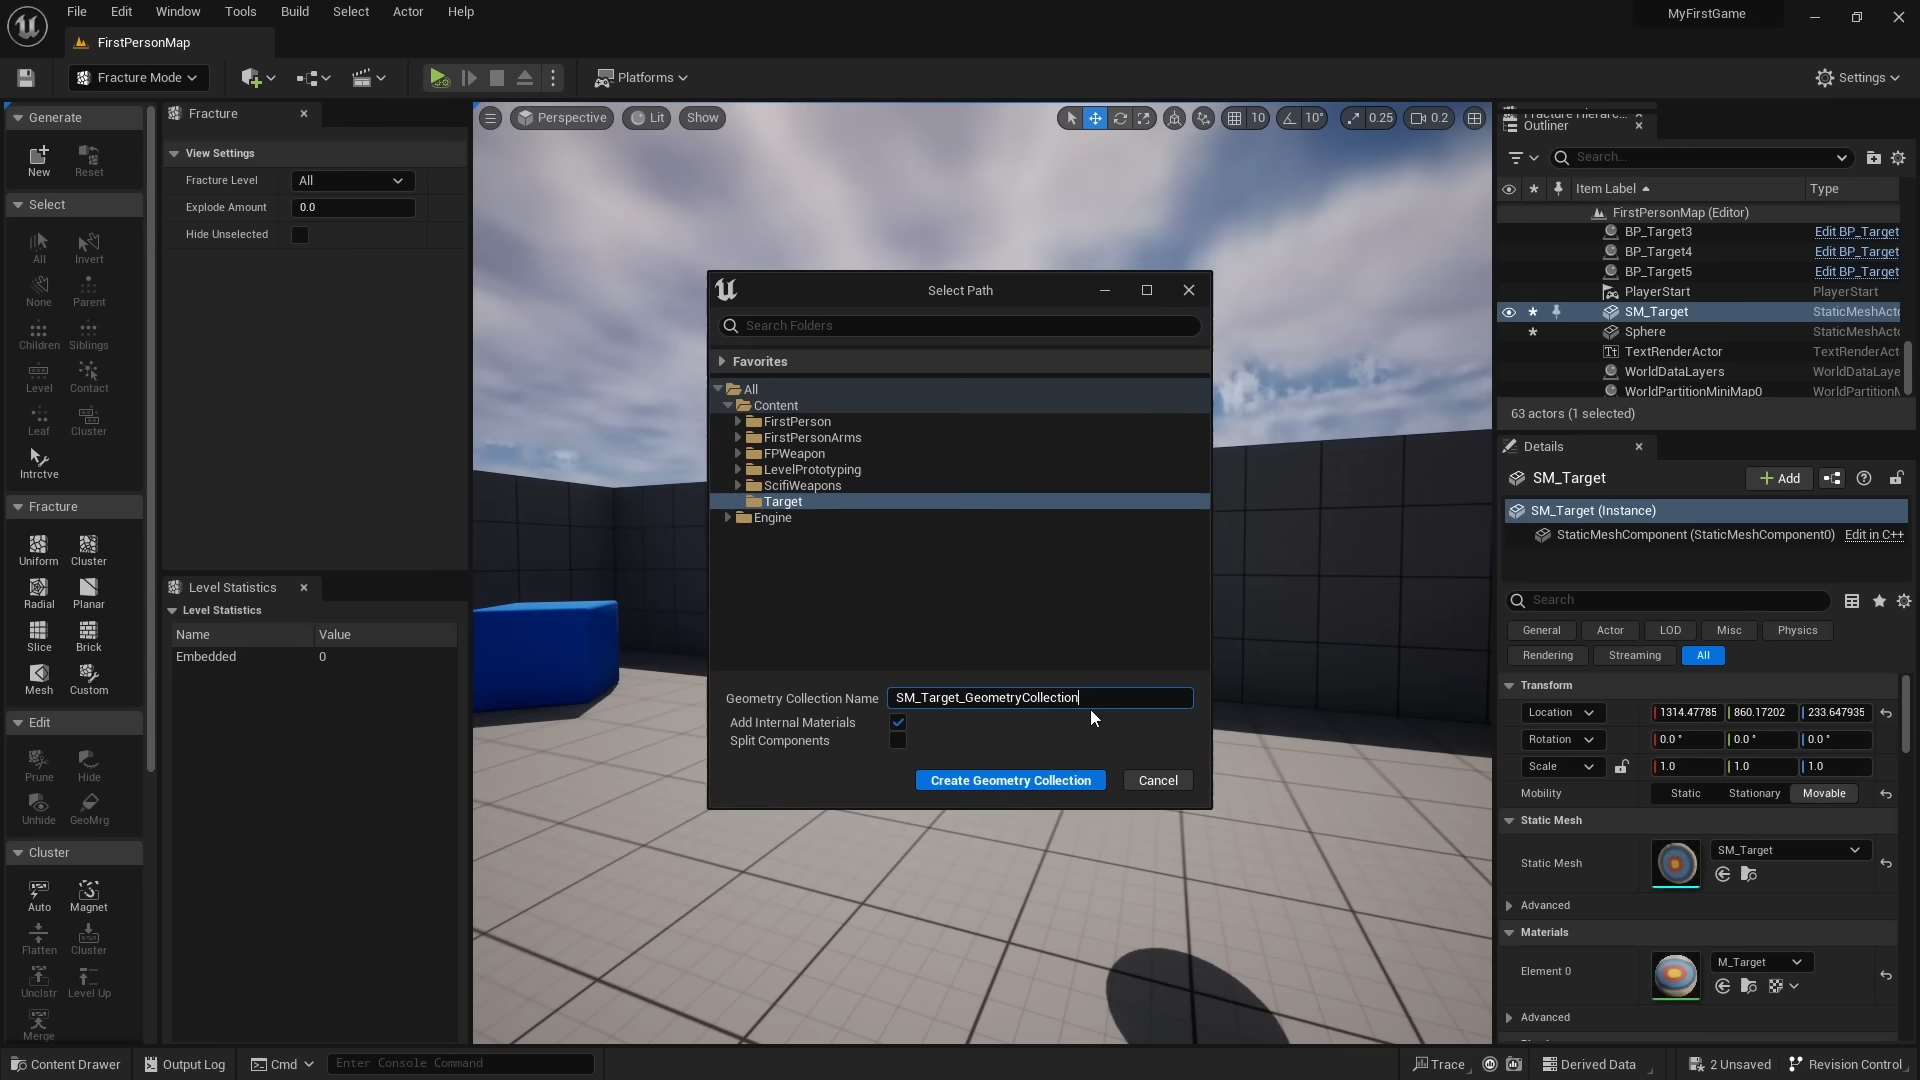 File Edit Window Tools Build Select Actor Help
MyFirstGame
FirstPersonMap
Fracture Mode
Platforms
Settings
Generate
New Reset
Select
All Invert
None Parent
Children Siblings
Level Contact
Leaf Cluster
Intrctve
Fracture
Uniform Cluster
Radial Planar
Slice Brick
Mesh Custom
Edit
Prune Hide
Unhide GeoMrg
Cluster
Auto Magnet
Flatten Cluster
Unclstr Level Up
Merge
Fracture
View Settings
Fracture Level All
Explode Amount 0.0
Hide Unselected
Level Statistics
Level Statistics
Name Value
Embedded 0
Perspective Lit Show
10 10° 0.25 0.2
Select Path
Search Folders
Favorites
All
Content
FirstPerson
FirstPersonArms
FPWeapon
LevelPrototyping
ScifiWeapons
Target
Engine
Geometry Collection Name SM_Target_GeometryCollection
Add Internal Materials
Split Components
Create Geometry Collection Cancel
Outliner
Search...
Item Label Type
FirstPersonMap (Editor)
BP_Target3 Edit BP_Target
BP_Target4 Edit BP_Target
BP_Target5 Edit BP_Target
PlayerStart PlayerStart
SM_Target StaticMeshActo
Sphere StaticMeshActo
TextRenderActor TextRenderAct
WorldDataLayers WorldDataLaye
WorldPartitionMiniMap0 WorldPartitionM
63 actors (1 selected)
Details
SM_Target Add
SM_Target (Instance)
StaticMeshComponent (StaticMeshComponent0) Edit in C++
Search
General Actor LOD Misc Physics
Rendering Streaming All
Transform
Location 1314.47785 860.17202 233.647935
Rotation 0.0 ° 0.0 ° 0.0 °
Scale 1.0 1.0 1.0
Mobility Static Stationary Movable
Static Mesh
Static Mesh SM_Target
Advanced
Materials
Element 0 M_Target
Advanced
Content Drawer Output Log Cmd Enter Console Command
Trace Derived Data 2 Unsaved Revision Control